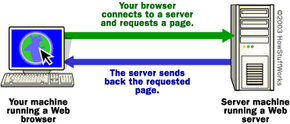 Your browser
connects to a server
and requests a page.
The server sends
back the requested
page.
Your machine
running a Web
browser
Server machine
running a Web
server
©2003 HowStuffWorks